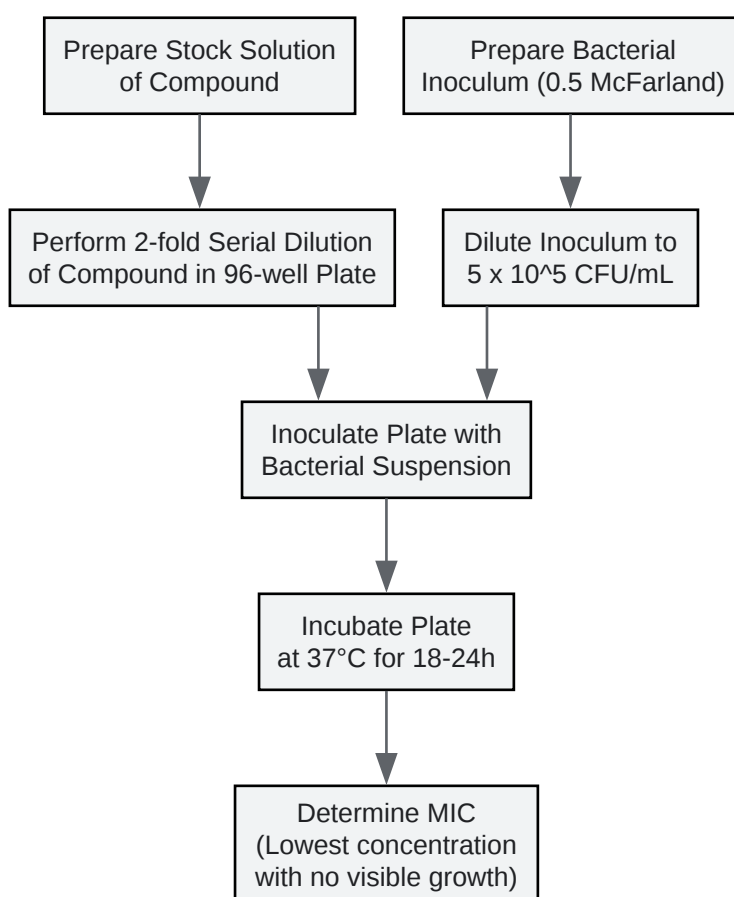 Prepare Stock Solution
of Compound
Prepare Bacterial
Inoculum (0.5 McFarland)
Perform 2-fold Serial Dilution
of Compound in 96-well Plate
Dilute Inoculum to
5 x 10^5 CFU/mL
Inoculate Plate with
Bacterial Suspension
Incubate Plate
at 37°C for 18-24h
Determine MIC
(Lowest concentration
with no visible growth)